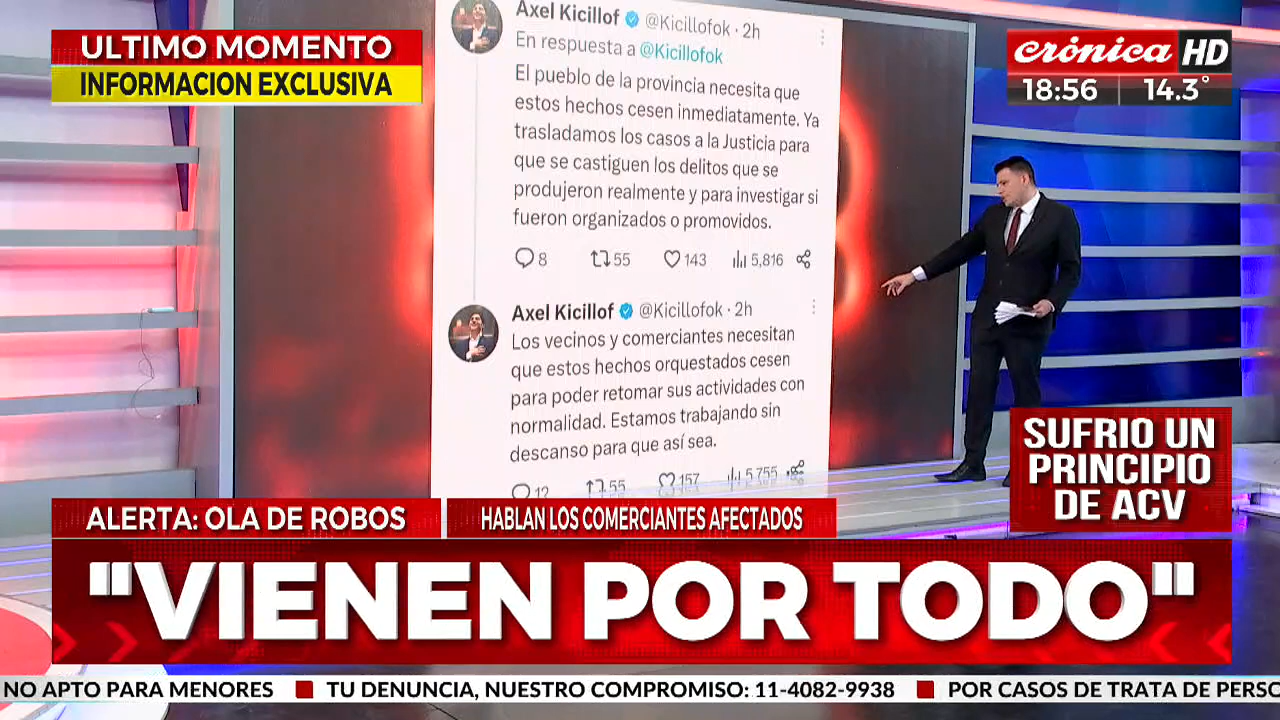 ULTIMO MOMENTO
INFORMACION EXCLUSIVA
crónica HD
18:56 14.3°
Axel Kicillof @Kicillofok · 2h
En respuesta a @Kicillofok
El pueblo de la provincia necesita que
estos hechos cesen inmediatamente. Ya
trasladamos los casos a la Justicia para
que se castiguen los delitos que se
produjeron realmente y para investigar si
fueron organizados o promovidos.
8 55 143 5,816
Axel Kicillof @Kicillofok · 2h
Los vecinos y comerciantes necesitan
que estos hechos orquestados cesen
para poder retomar sus actividades con
normalidad. Estamos trabajando sin
descanso para que así sea.
12 55 157 5,755
SUFRIO UN
PRINCIPIO
DE ACV
ALERTA: OLA DE ROBOS
HABLAN LOS COMERCIANTES AFECTADOS
"VIENEN POR TODO"
NO APTO PARA MENORES TU DENUNCIA, NUESTRO COMPROMISO: 11-4082-9938 POR CASOS DE TRATA DE PERSO